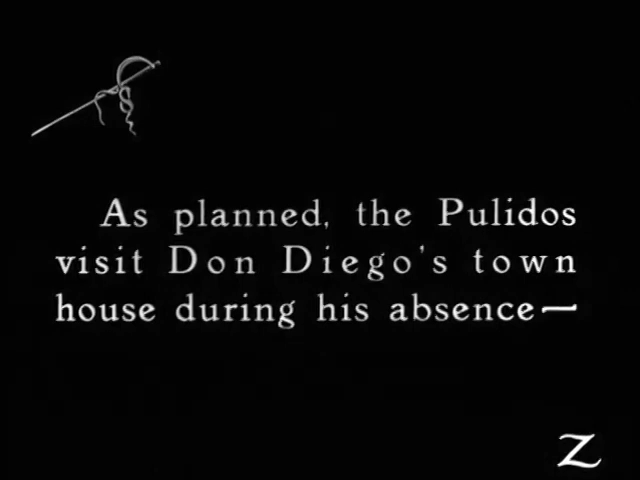 As planned, the Pulidos
visit Don Diego's town
house during his absence—
Z